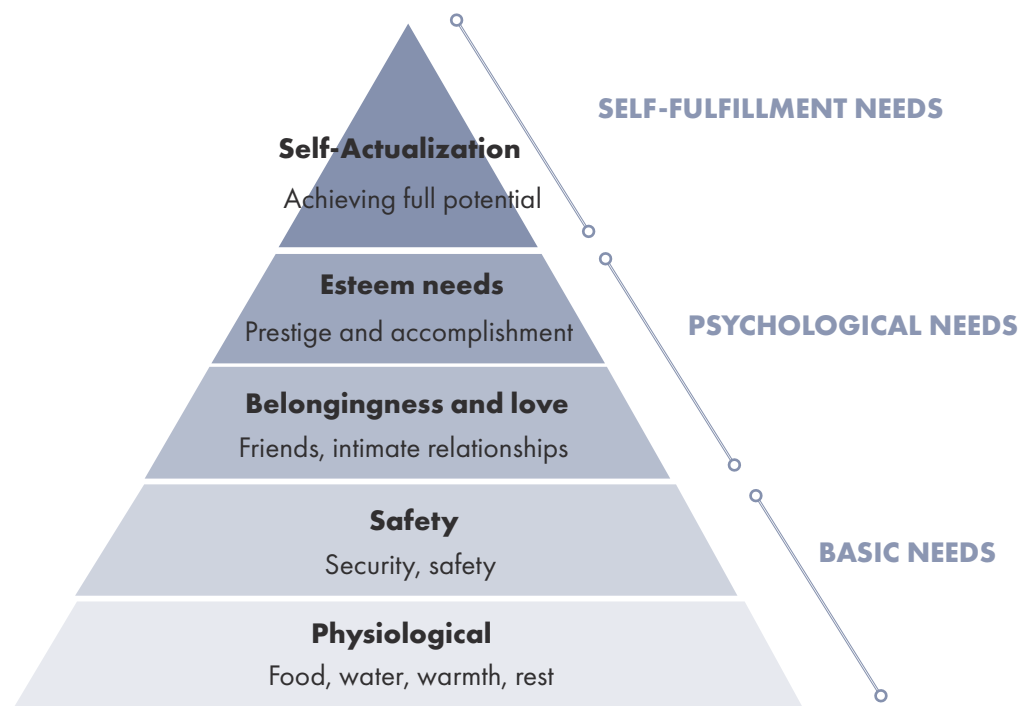 Self-Actualization
Achieving full potential
SELF-FULFILLMENT NEEDS
Esteem needs
Prestige and accomplishment
PSYCHOLOGICAL NEEDS
Belongingness and love
Friends, intimate relationships
Safety
Security, safety
BASIC NEEDS
Physiological
Food, water, warmth, rest